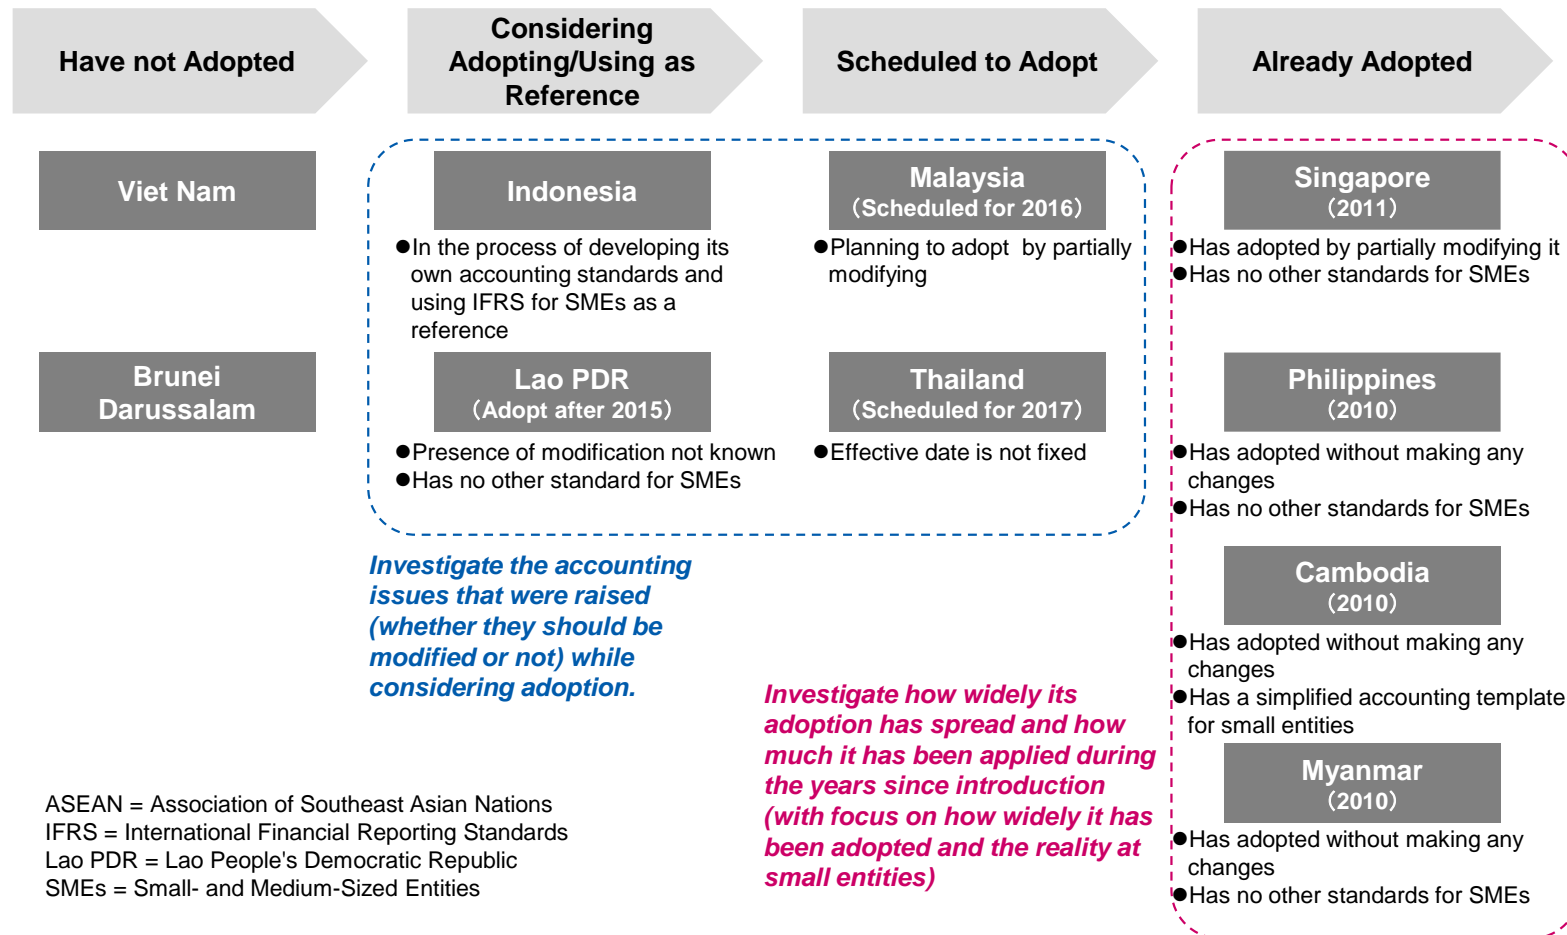 Have not Adopted
Considering
Adopting/Using as
Reference
Scheduled to Adopt
Already Adopted
Viet Nam
Brunei
Darussalam
Indonesia
●In the process of developing its
own accounting standards and
using IFRS for SMEs as a
reference
Lao PDR
（Adopt after 2015）
●Presence of modification not known
●Has no other standard for SMEs
Malaysia
（Scheduled for 2016）
●Planning to adopt by partially
modifying
Thailand
（Scheduled for 2017）
●Effective date is not fixed
Singapore
（2011）
●Has adopted by partially modifying it
●Has no other standards for SMEs
Philippines
（2010）
●Has adopted without making any
changes
●Has no other standards for SMEs
Cambodia
（2010）
●Has adopted without making any
changes
●Has a simplified accounting template
for small entities
Myanmar
（2010）
●Has adopted without making any
changes
●Has no other standards for SMEs
Investigate the accounting
issues that were raised
(whether they should be
modified or not) while
considering adoption.
Investigate how widely its
adoption has spread and how
much it has been applied during
the years since introduction
(with focus on how widely it has
been adopted and the reality at
small entities)
ASEAN = Association of Southeast Asian Nations
IFRS = International Financial Reporting Standards
Lao PDR = Lao People's Democratic Republic
SMEs = Small- and Medium-Sized Entities